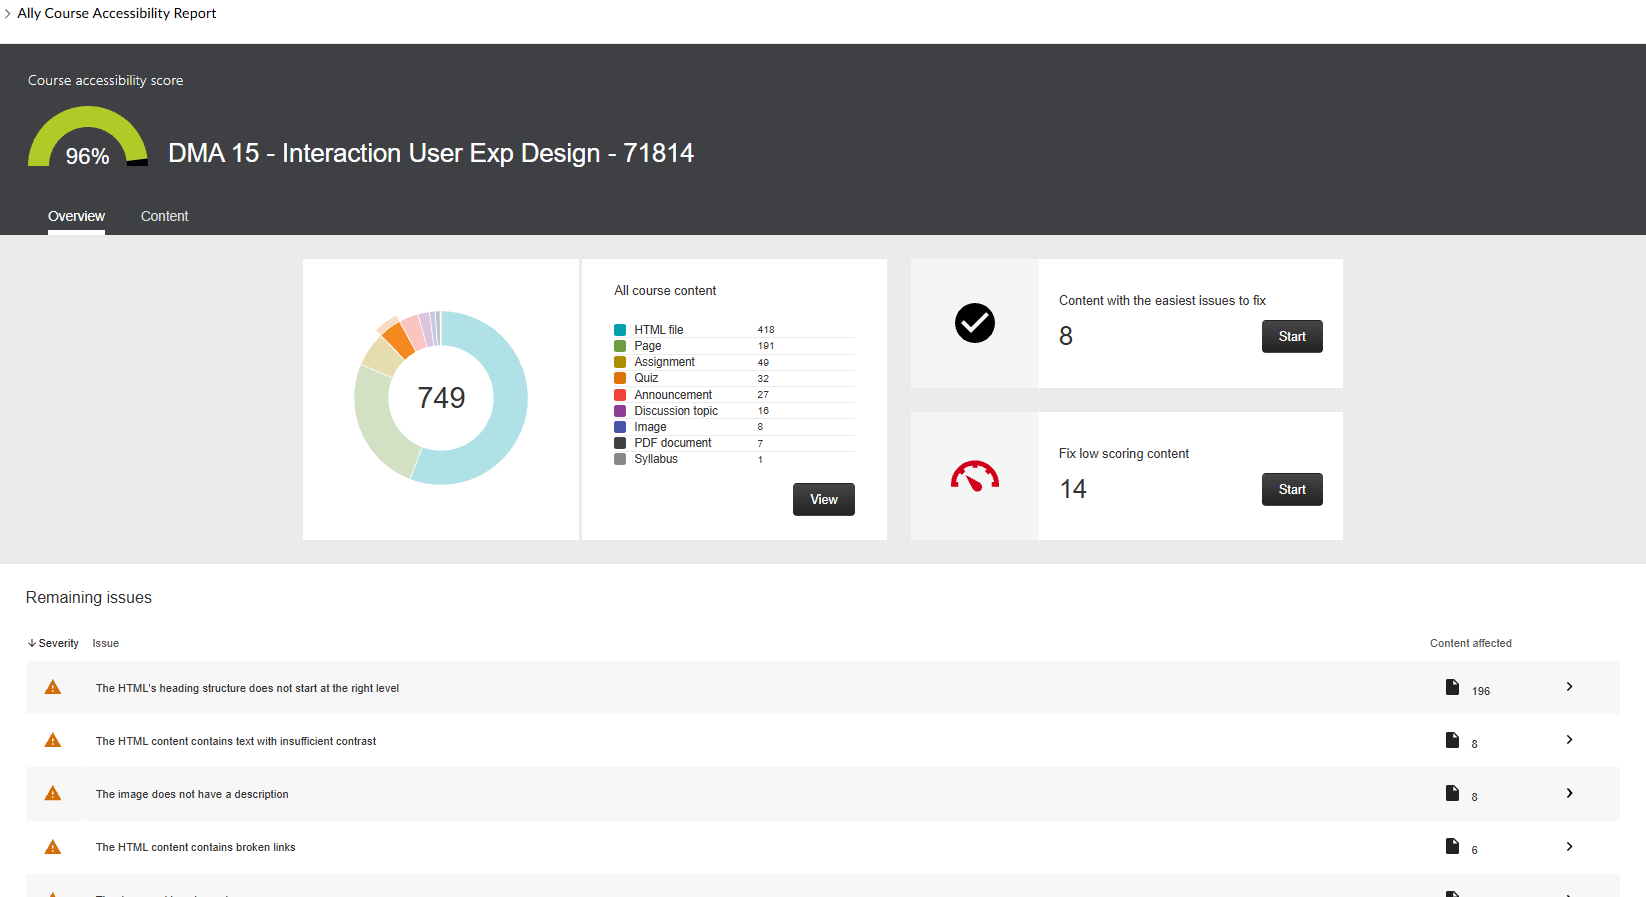 Ally Course Accessibility Report
Course accessibility score
96%
DMA 15 - Interaction User Exp Design - 71814
Overview Content
749
All course content
HTML file 418
Page 191
Assignment 49
Quiz 32
Announcement 27
Discussion topic 16
Image 8
PDF document 7
Syllabus 1
View
Content with the easiest issues to fix
8
Start
Fix low scoring content
14
Start
Remaining issues
Severity Issue Content affected
The HTML's heading structure does not start at the right level 196
The HTML content contains text with insufficient contrast 8
The image does not have a description 8
The HTML content contains broken links 6